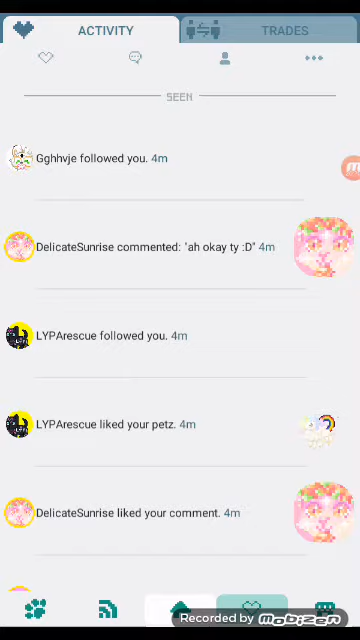 ACTIVITY
TRADES
SEEN
Gghhvje followed you. 4m
DelicateSunrise commented: "ah okay ty :D" 4m
LYPArescue followed you. 4m
LYPArescue liked your petz. 4m
DelicateSunrise liked your comment. 4m
Recorded by mobizen